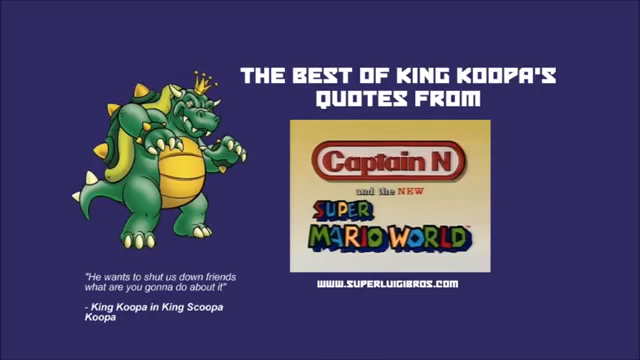 THE BEST OF KING KOOPA'S
QUOTES FROM
Captain N
and the NEW
SUPER
MARIO WORLD
WWW.SUPERLUIGIBROS.COM
"He wants to shut us down friends
what are you gonna do about it"
- King Koopa in King Scoopa
Koopa